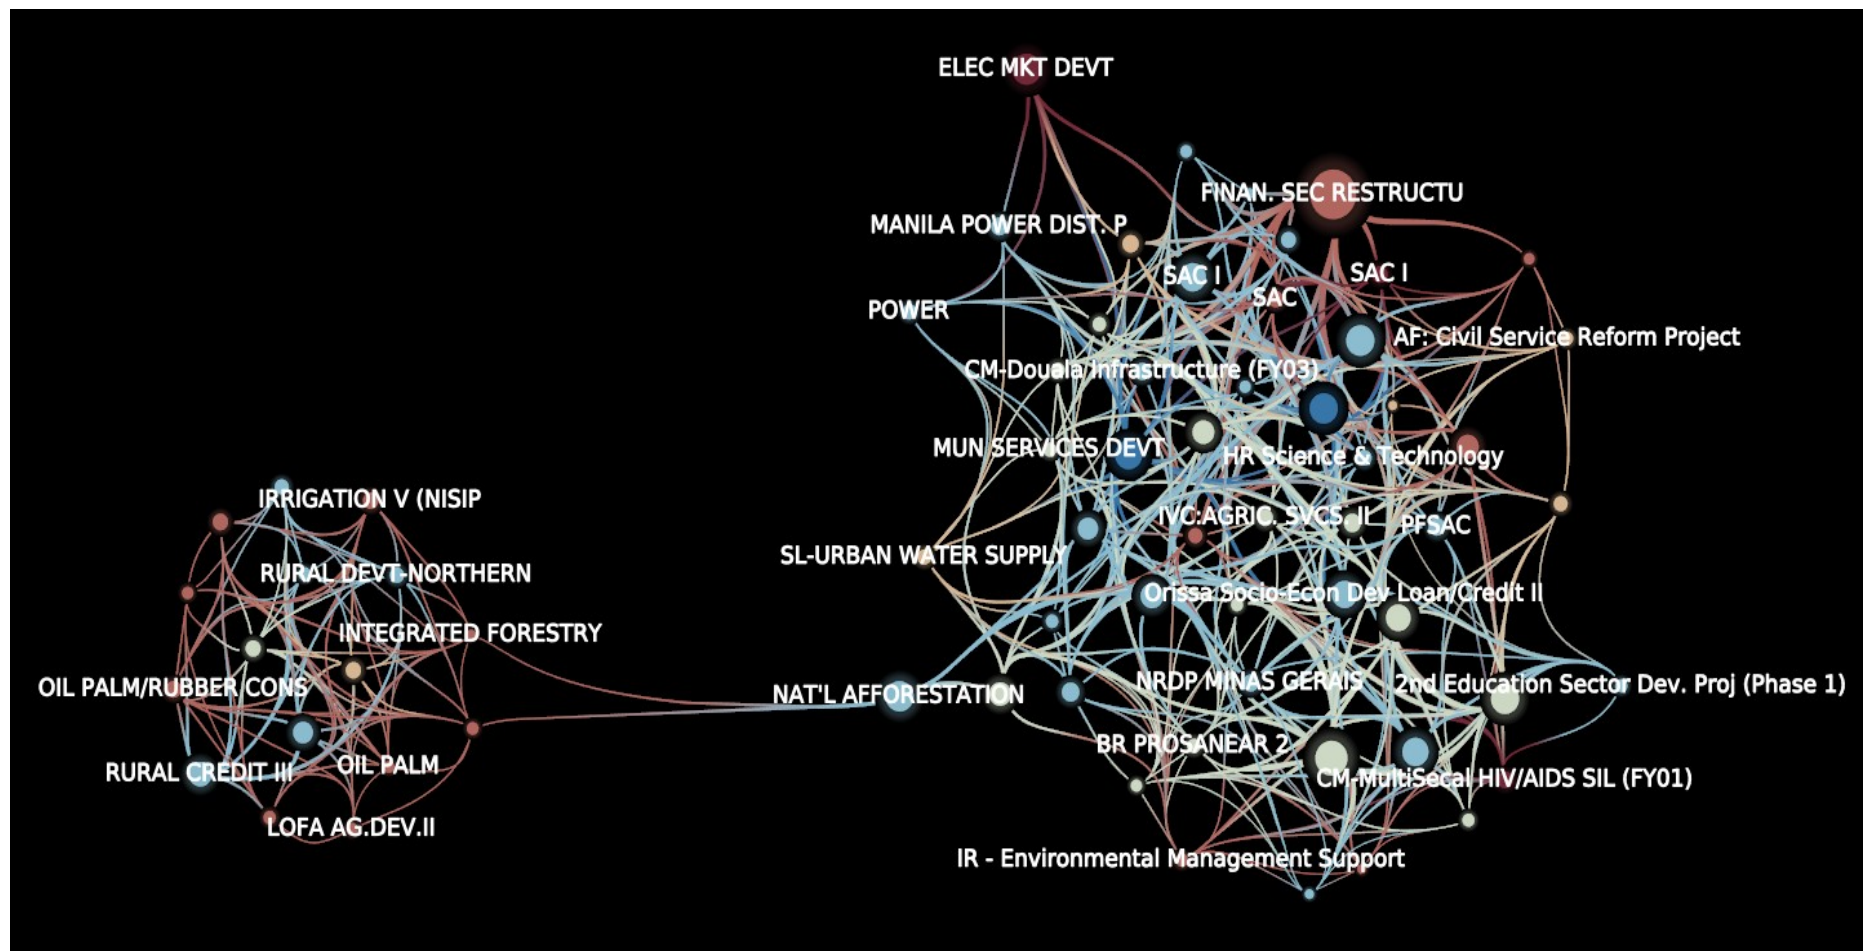 ELEC MKT DEVT
FINAN. SEC RESTRUCTU
MANILA POWER DIST. P
SAC I
SAC I
SAC
POWER
AF: Civil Service Reform Project
CM-Douala Infrastructure (FY03)
MUN SERVICES DEVT
HR Science & Technology
IRRIGATION V (NISIP
IVC:AGRIC. SVCS. II
PFSAC
SL-URBAN WATER SUPPLY
RURAL DEVT-NORTHERN
Orissa Socio-Econ Dev Loan/Credit II
INTEGRATED FORESTRY
OIL PALM/RUBBER CONS
NAT'L AFFORESTATION
NRDP MINAS GERAIS
2nd Education Sector Dev. Proj (Phase 1)
BR PROSANEAR 2
RURAL CREDIT III
OIL PALM
CM-MultiSecal HIV/AIDS SIL (FY01)
LOFA AG.DEV.II
IR - Environmental Management Support